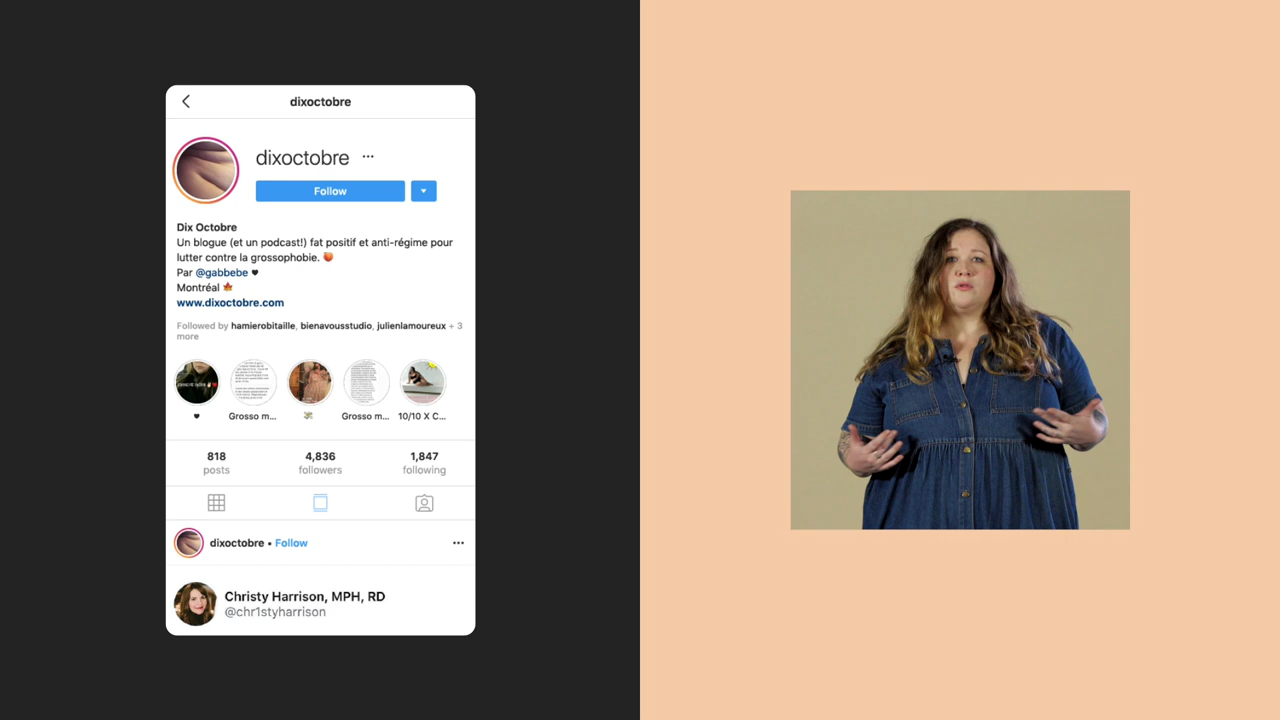 dixoctobre
dixoctobre ...
Follow
Dix Octobre
Un blogue (et un podcast!) fat positif et anti-régime pour
lutter contre la grossophobie. 🍑
Par @gabbebe ♥
Montréal 🍁
www.dixoctobre.com
Followed by hamierobitaille, bienavousstudio, julienlamoureux + 3
more
♥ Grosso m... 💸 Grosso m... 10/10 X C...
818 4,836 1,847
posts followers following
dixoctobre • Follow ...
Christy Harrison, MPH, RD
@chr1styharrison